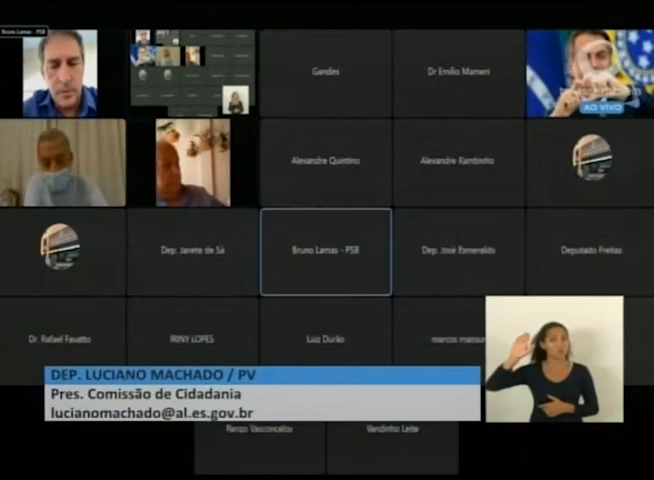 Bruno Lamas - PSB
Gandini
Dr Emílio Mameri
AO VIVO
Alexandre Quintino
Alexandre Xambinho
Dep. Janete de Sá
Bruno Lamas - PSB
Dep. José Esmeraldo
Deputado Freitas
Dr. Rafael Favatto
IRINY LOPES
Luiz Durão
marcos
DEP. LUCIANO MACHADO / PV
Pres. Comissão de Cidadania
lucianomachado@al.es.gov.br
Renzo Vasconcelos
Vandinho Leite